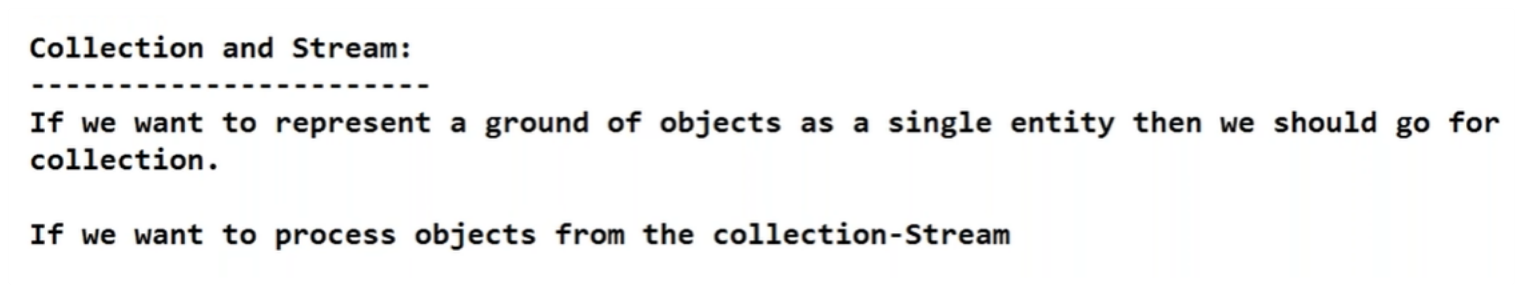 Collection and Stream:
-----------------------
If we want to represent a ground of objects as a single entity then we should go for
collection.
If we want to process objects from the collection-Stream